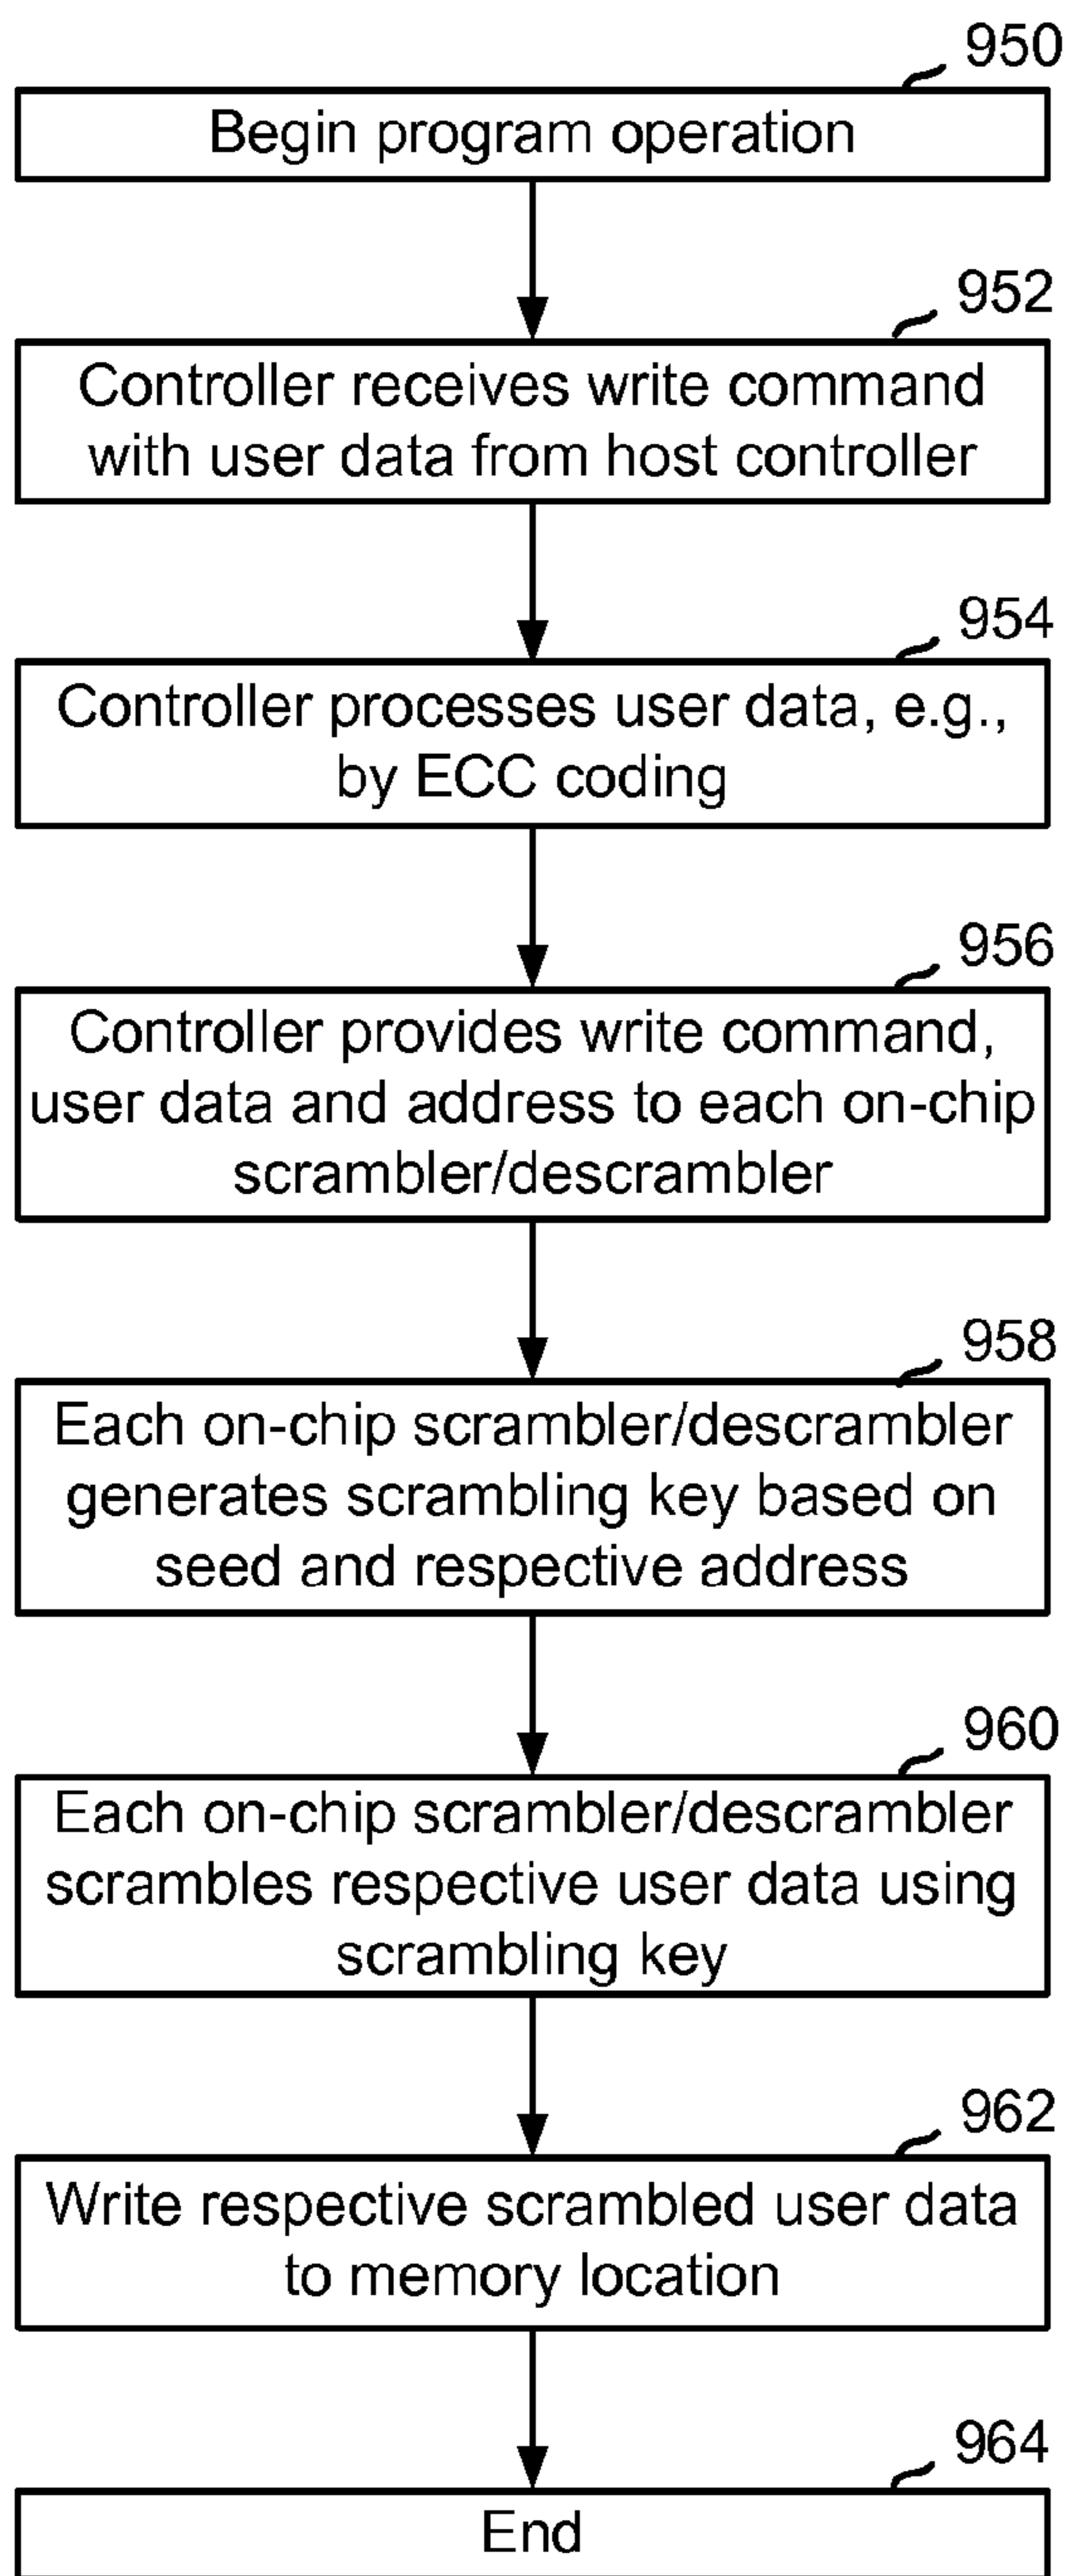 950
Begin program operation
952
Controller receives write command
with user data from host controller
954
Controller processes user data, e.g.,
by ECC coding
956
Controller provides write command,
user data and address to each on-chip
scrambler/descrambler
958
Each on-chip scrambler/descrambler
generates scrambling key based on
seed and respective address
960
Each on-chip scrambler/descrambler
scrambles respective user data using
scrambling key
962
Write respective scrambled user data
to memory location
964
End